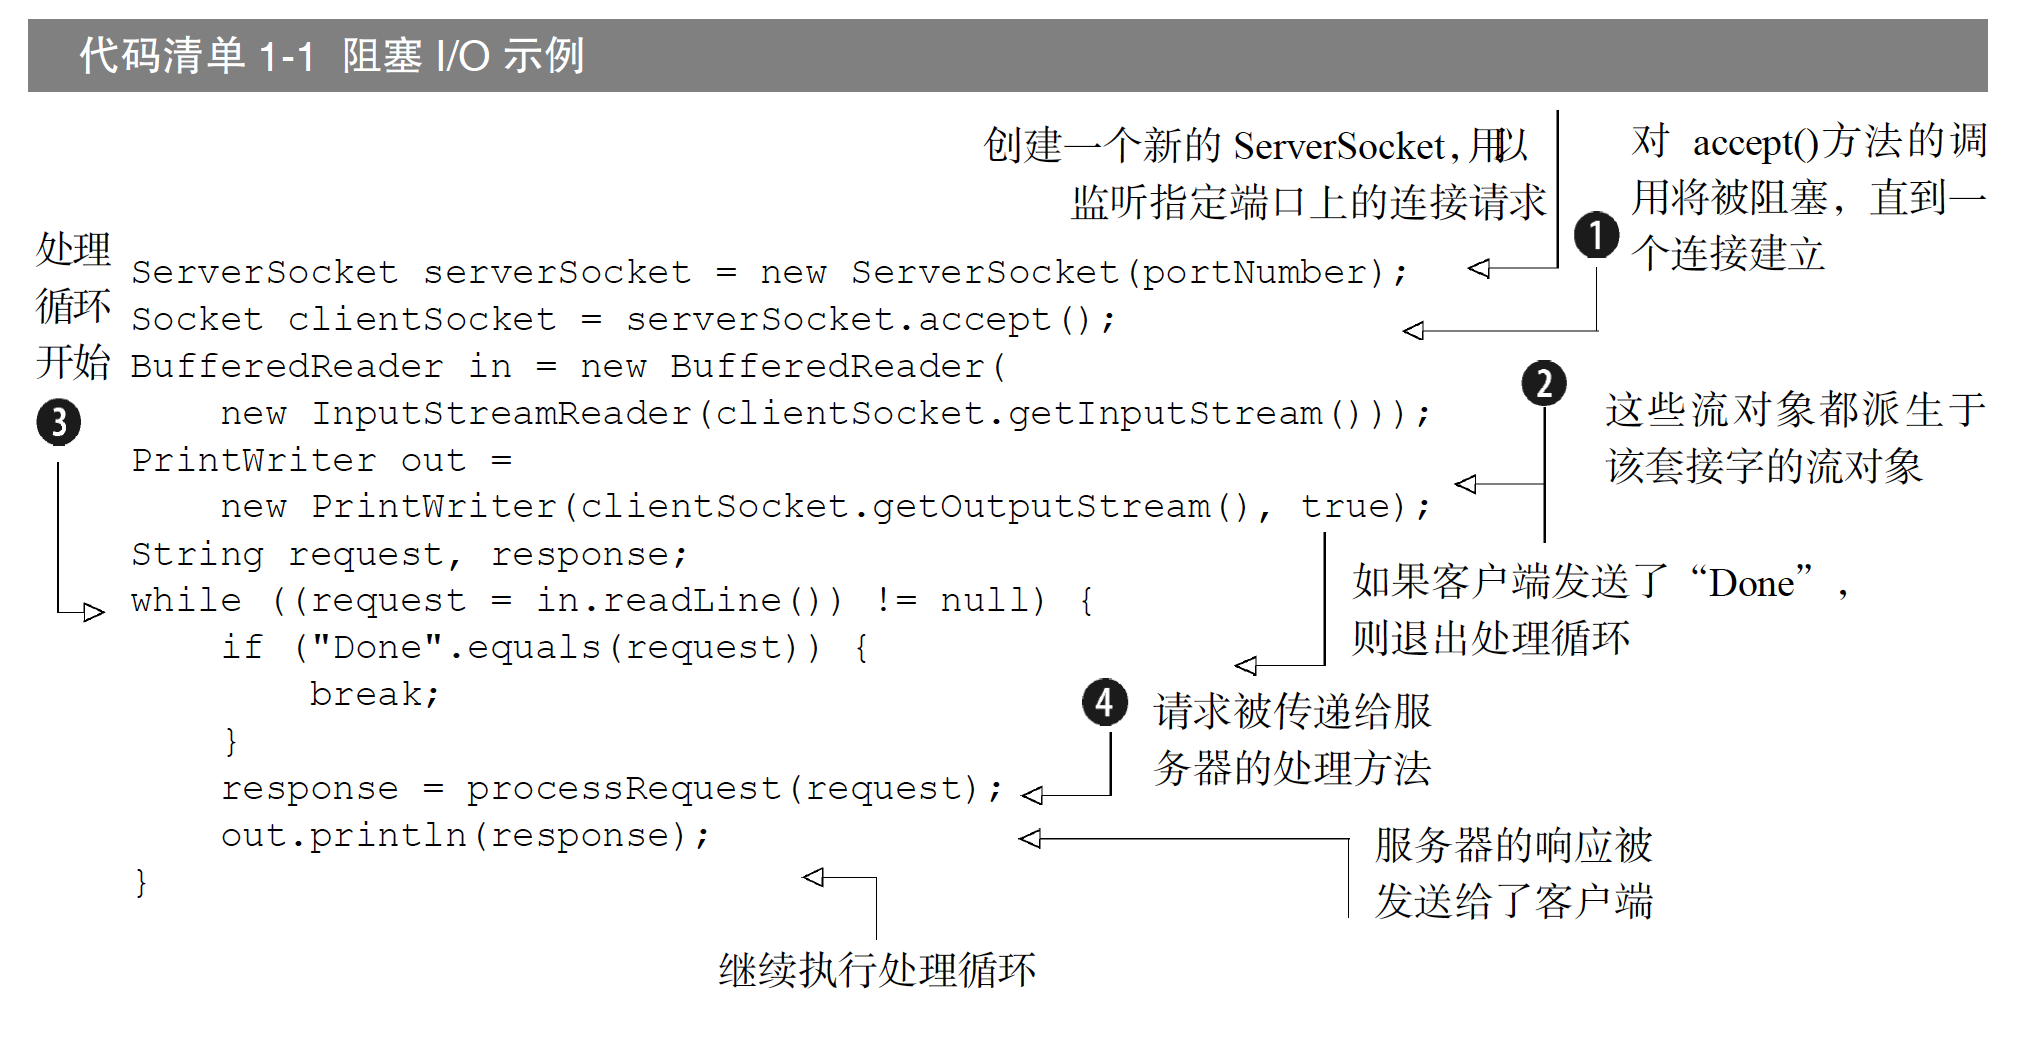 代码清单 1-1 阻塞 I/O 示例
创建一个新的 ServerSocket，用以
监听指定端口上的连接请求
对 accept()方法的调
用将被阻塞，直到一
个连接建立
❶
处理
循环
开始
❸
ServerSocket serverSocket = new ServerSocket(portNumber);
Socket clientSocket = serverSocket.accept();
BufferedReader in = new BufferedReader(
    new InputStreamReader(clientSocket.getInputStream()));
PrintWriter out =
    new PrintWriter(clientSocket.getOutputStream(), true);
❷
这些流对象都派生于
该套接字的流对象
String request, response;
while ((request = in.readLine()) != null) {
    if ("Done".equals(request)) {
        break;
    }
如果客户端发送了“Done”，
则退出处理循环
❹
请求被传递给服
务器的处理方法
    response = processRequest(request);
    out.println(response);
}
服务器的响应被
发送给了客户端
继续执行处理循环